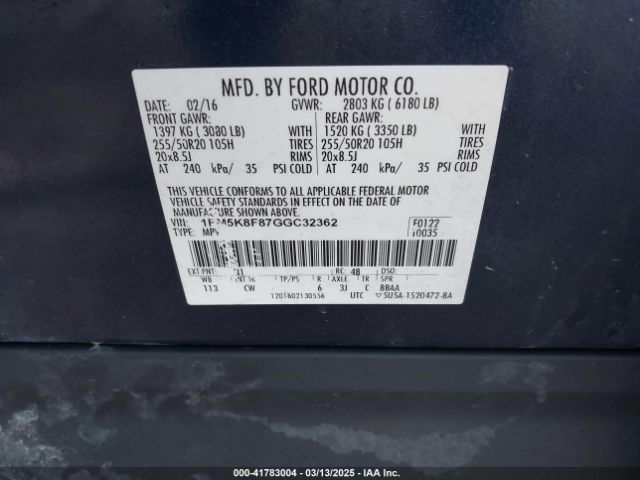 MFD. BY FORD MOTOR CO.
DATE: 02/16 GVWR: 2803 KG ( 6180 LB)
FRONT GAWR: REAR GAWR:
1397 KG ( 3080 LB) WITH 1520 KG ( 3350 LB) WITH
255/50R20 105H TIRES 255/50R20 105H TIRES
20x8.5J RIMS 20x8.5J RIMS
AT 240 kPa/ 35 PSI COLD AT 240 kPa/ 35 PSI COLD
THIS VEHICLE CONFORMS TO ALL APPLICABLE FEDERAL MOTOR
VEHICLE SAFETY STANDARDS IN EFFECT ON THE DATE OF
MANUFACTURE SHOWN ABOVE.
VIN: 1FM5K8F87GGC32362 F0122
TYPE: MPV T0035
EXT PNT: RC: 48 DSO:
WB INT TR TP/PS R AXLE TR SPR
113 CW 6 3J C BBAA
1201602130556 UTC ▽5U5A-1520472-BA
000-41783004 | 03/13/2025 | IAA Inc.